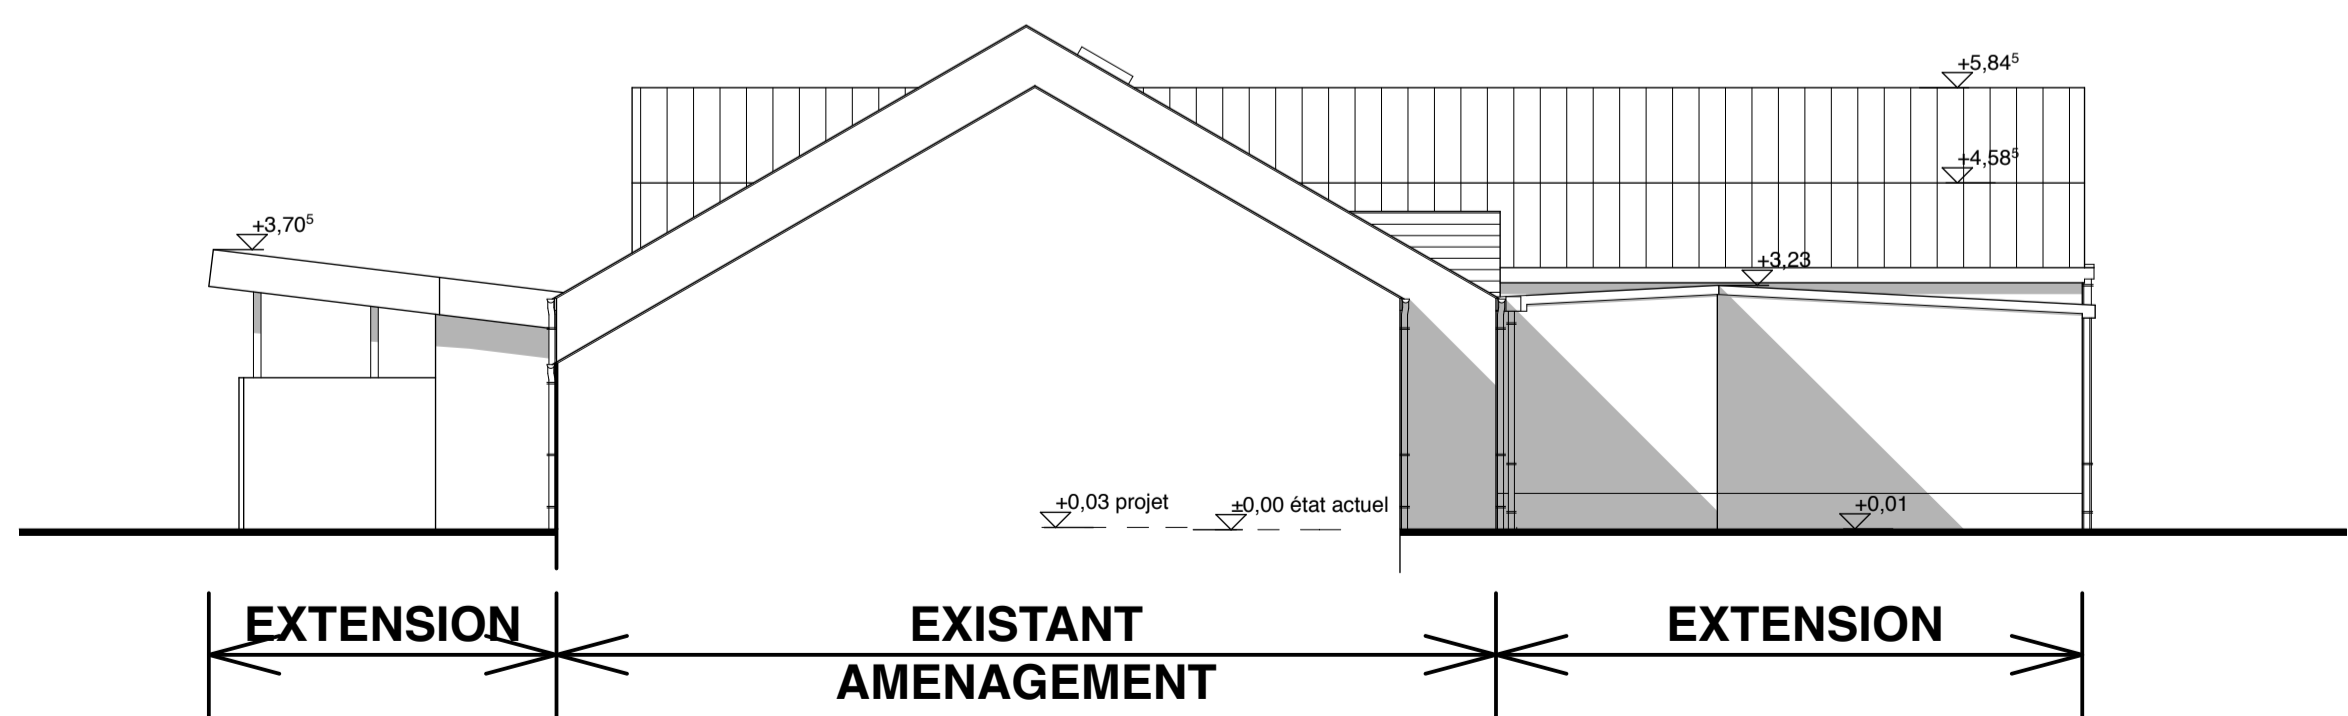 +5,84⁵
+4,58⁵
+3,70⁵
+3,23
+0,03 projet
±0,00 état actuel
+0,01
EXTENSION
EXISTANT
EXTENSION
AMENAGEMENT